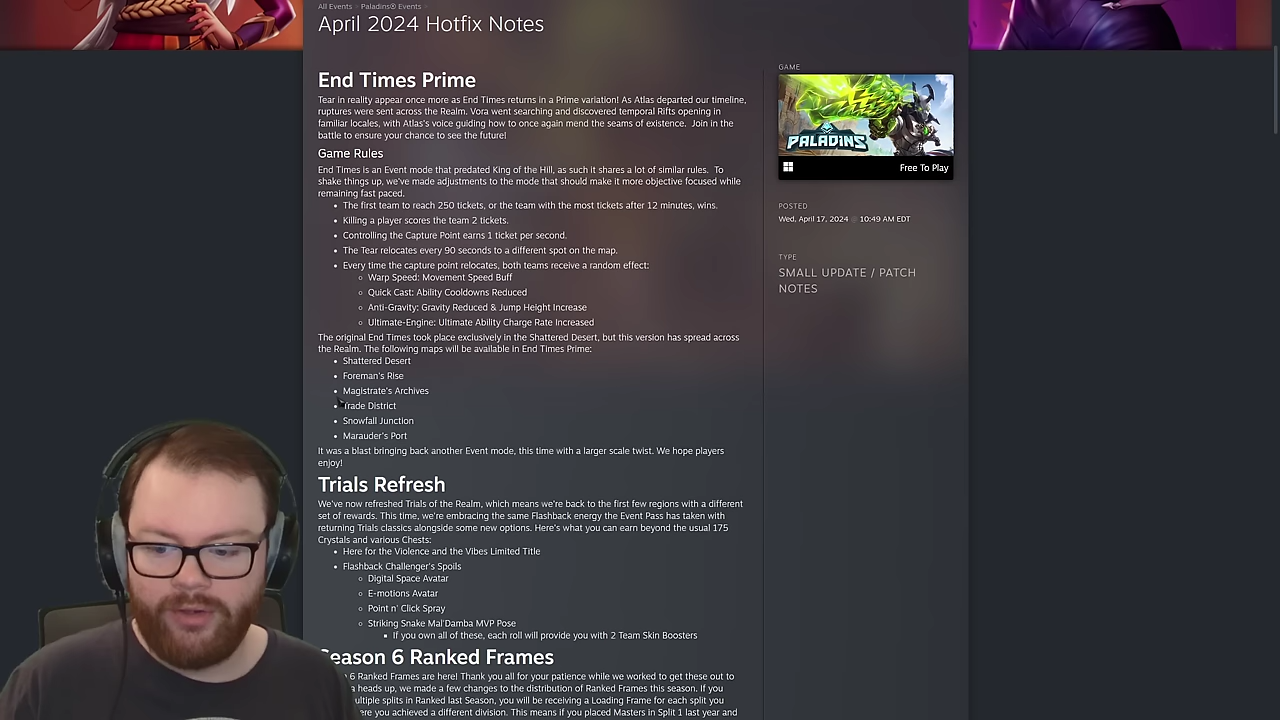 All Events > Paladins® Events >
April 2024 Hotfix Notes
End Times Prime
Tear in reality appear once more as End Times returns in a Prime variation! As Atlas departed our timeline,
ruptures were sent across the Realm. Vora went searching and discovered temporal Rifts opening in
familiar locales, with Atlas's voice guiding how to once again mend the seams of existence.  Join in the
battle to ensure your chance to see the future!
Game Rules
End Times is an Event mode that predated King of the Hill, as such it shares a lot of similar rules.  To
shake things up, we've made adjustments to the mode that should make it more objective focused while
remaining fast paced.
• The first team to reach 250 tickets, or the team with the most tickets after 12 minutes, wins.
• Killing a player scores the team 2 tickets.
• Controlling the Capture Point earns 1 ticket per second.
• The Tear relocates every 90 seconds to a different spot on the map.
• Every time the capture point relocates, both teams receive a random effect:
◦ Warp Speed: Movement Speed Buff
◦ Quick Cast: Ability Cooldowns Reduced
◦ Anti-Gravity: Gravity Reduced & Jump Height Increase
◦ Ultimate-Engine: Ultimate Ability Charge Rate Increased
The original End Times took place exclusively in the Shattered Desert, but this version has spread across
the Realm. The following maps will be available in End Times Prime:
• Shattered Desert
• Foreman's Rise
• Magistrate's Archives
• Trade District
• Snowfall Junction
• Marauder's Port
It was a blast bringing back another Event mode, this time with a larger scale twist. We hope players
enjoy!
Trials Refresh
We've now refreshed Trials of the Realm, which means we're back to the first few regions with a different
set of rewards. This time, we're embracing the same Flashback energy the Event Pass has taken with
returning Trials classics alongside some new options. Here's what you can earn beyond the usual 175
Crystals and various Chests:
• Here for the Violence and the Vibes Limited Title
• Flashback Challenger's Spoils
◦ Digital Space Avatar
◦ E-motions Avatar
◦ Point n' Click Spray
◦ Striking Snake Mal'Damba MVP Pose
▪ If you own all of these, each roll will provide you with 2 Team Skin Boosters
Season 6 Ranked Frames
6 Ranked Frames are here! Thank you all for your patience while we worked to get these out to
a heads up, we made a few changes to the distribution of Ranked Frames this season. If you
multiple splits in Ranked last Season, you will be receiving a Loading Frame for each split you
where you achieved a different division. This means if you placed Masters in Split 1 last year and
GAME
PALADINS
Free To Play
POSTED
Wed, April 17, 2024 @ 10:49 AM EDT
TYPE
SMALL UPDATE / PATCH
NOTES